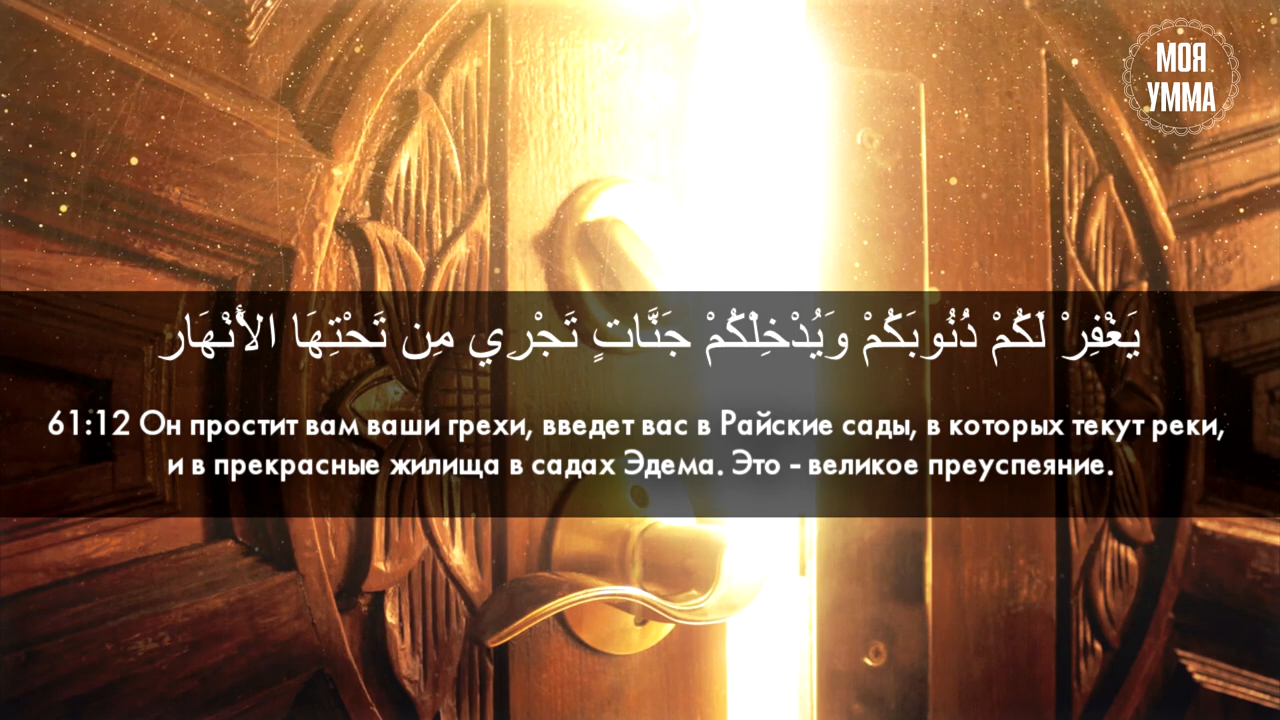 МОЯ
УММА
يَغْفِرْ لَكُمْ ذُنُوبَكُمْ وَيُدْخِلْكُمْ جَنَّاتٍ تَجْرِي مِن تَحْتِهَا الأَنْهَار
61:12 Он простит вам ваши грехи, введет вас в Райские сады, в которых текут реки,
и в прекрасные жилища в садах Эдема. Это - великое преуспеяние.